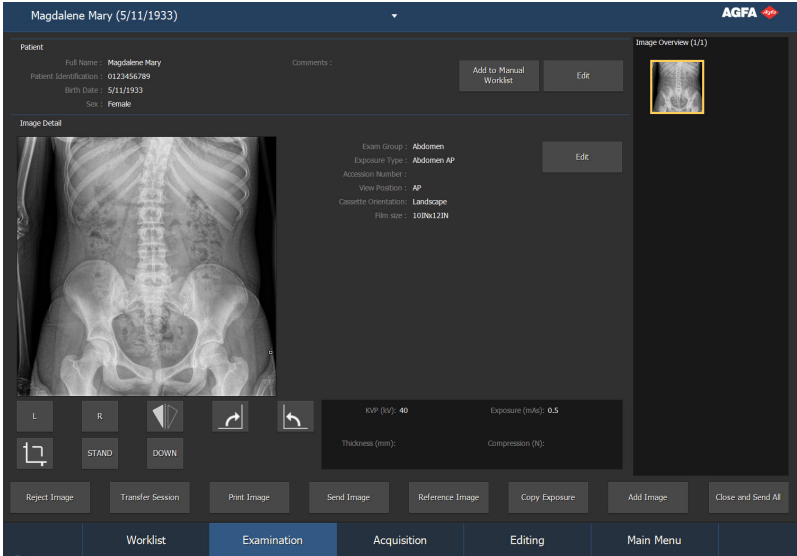 Magdalene Mary (5/11/1933)
AGFA
Patient
Full Name : Magdalene Mary
Comments :
Patient Identification : 0123456789
Birth Date : 5/11/1933
Sex : Female
Add to Manual
Worklist
Edit
Image Overview (1/1)
Image Detail
Exam Group : Abdomen
Exposure Type : Abdomen AP
Accession Number :
View Position : AP
Cassette Orientation: Landscape
Film size : 10INx12IN
Edit
L
R
STAND
DOWN
KVP (kV): 40
Exposure (mAs): 0.5
Thickness (mm):
Compression (N):
Reject Image
Transfer Session
Print Image
Send Image
Reference Image
Copy Exposure
Add Image
Close and Send All
Worklist
Examination
Acquisition
Editing
Main Menu